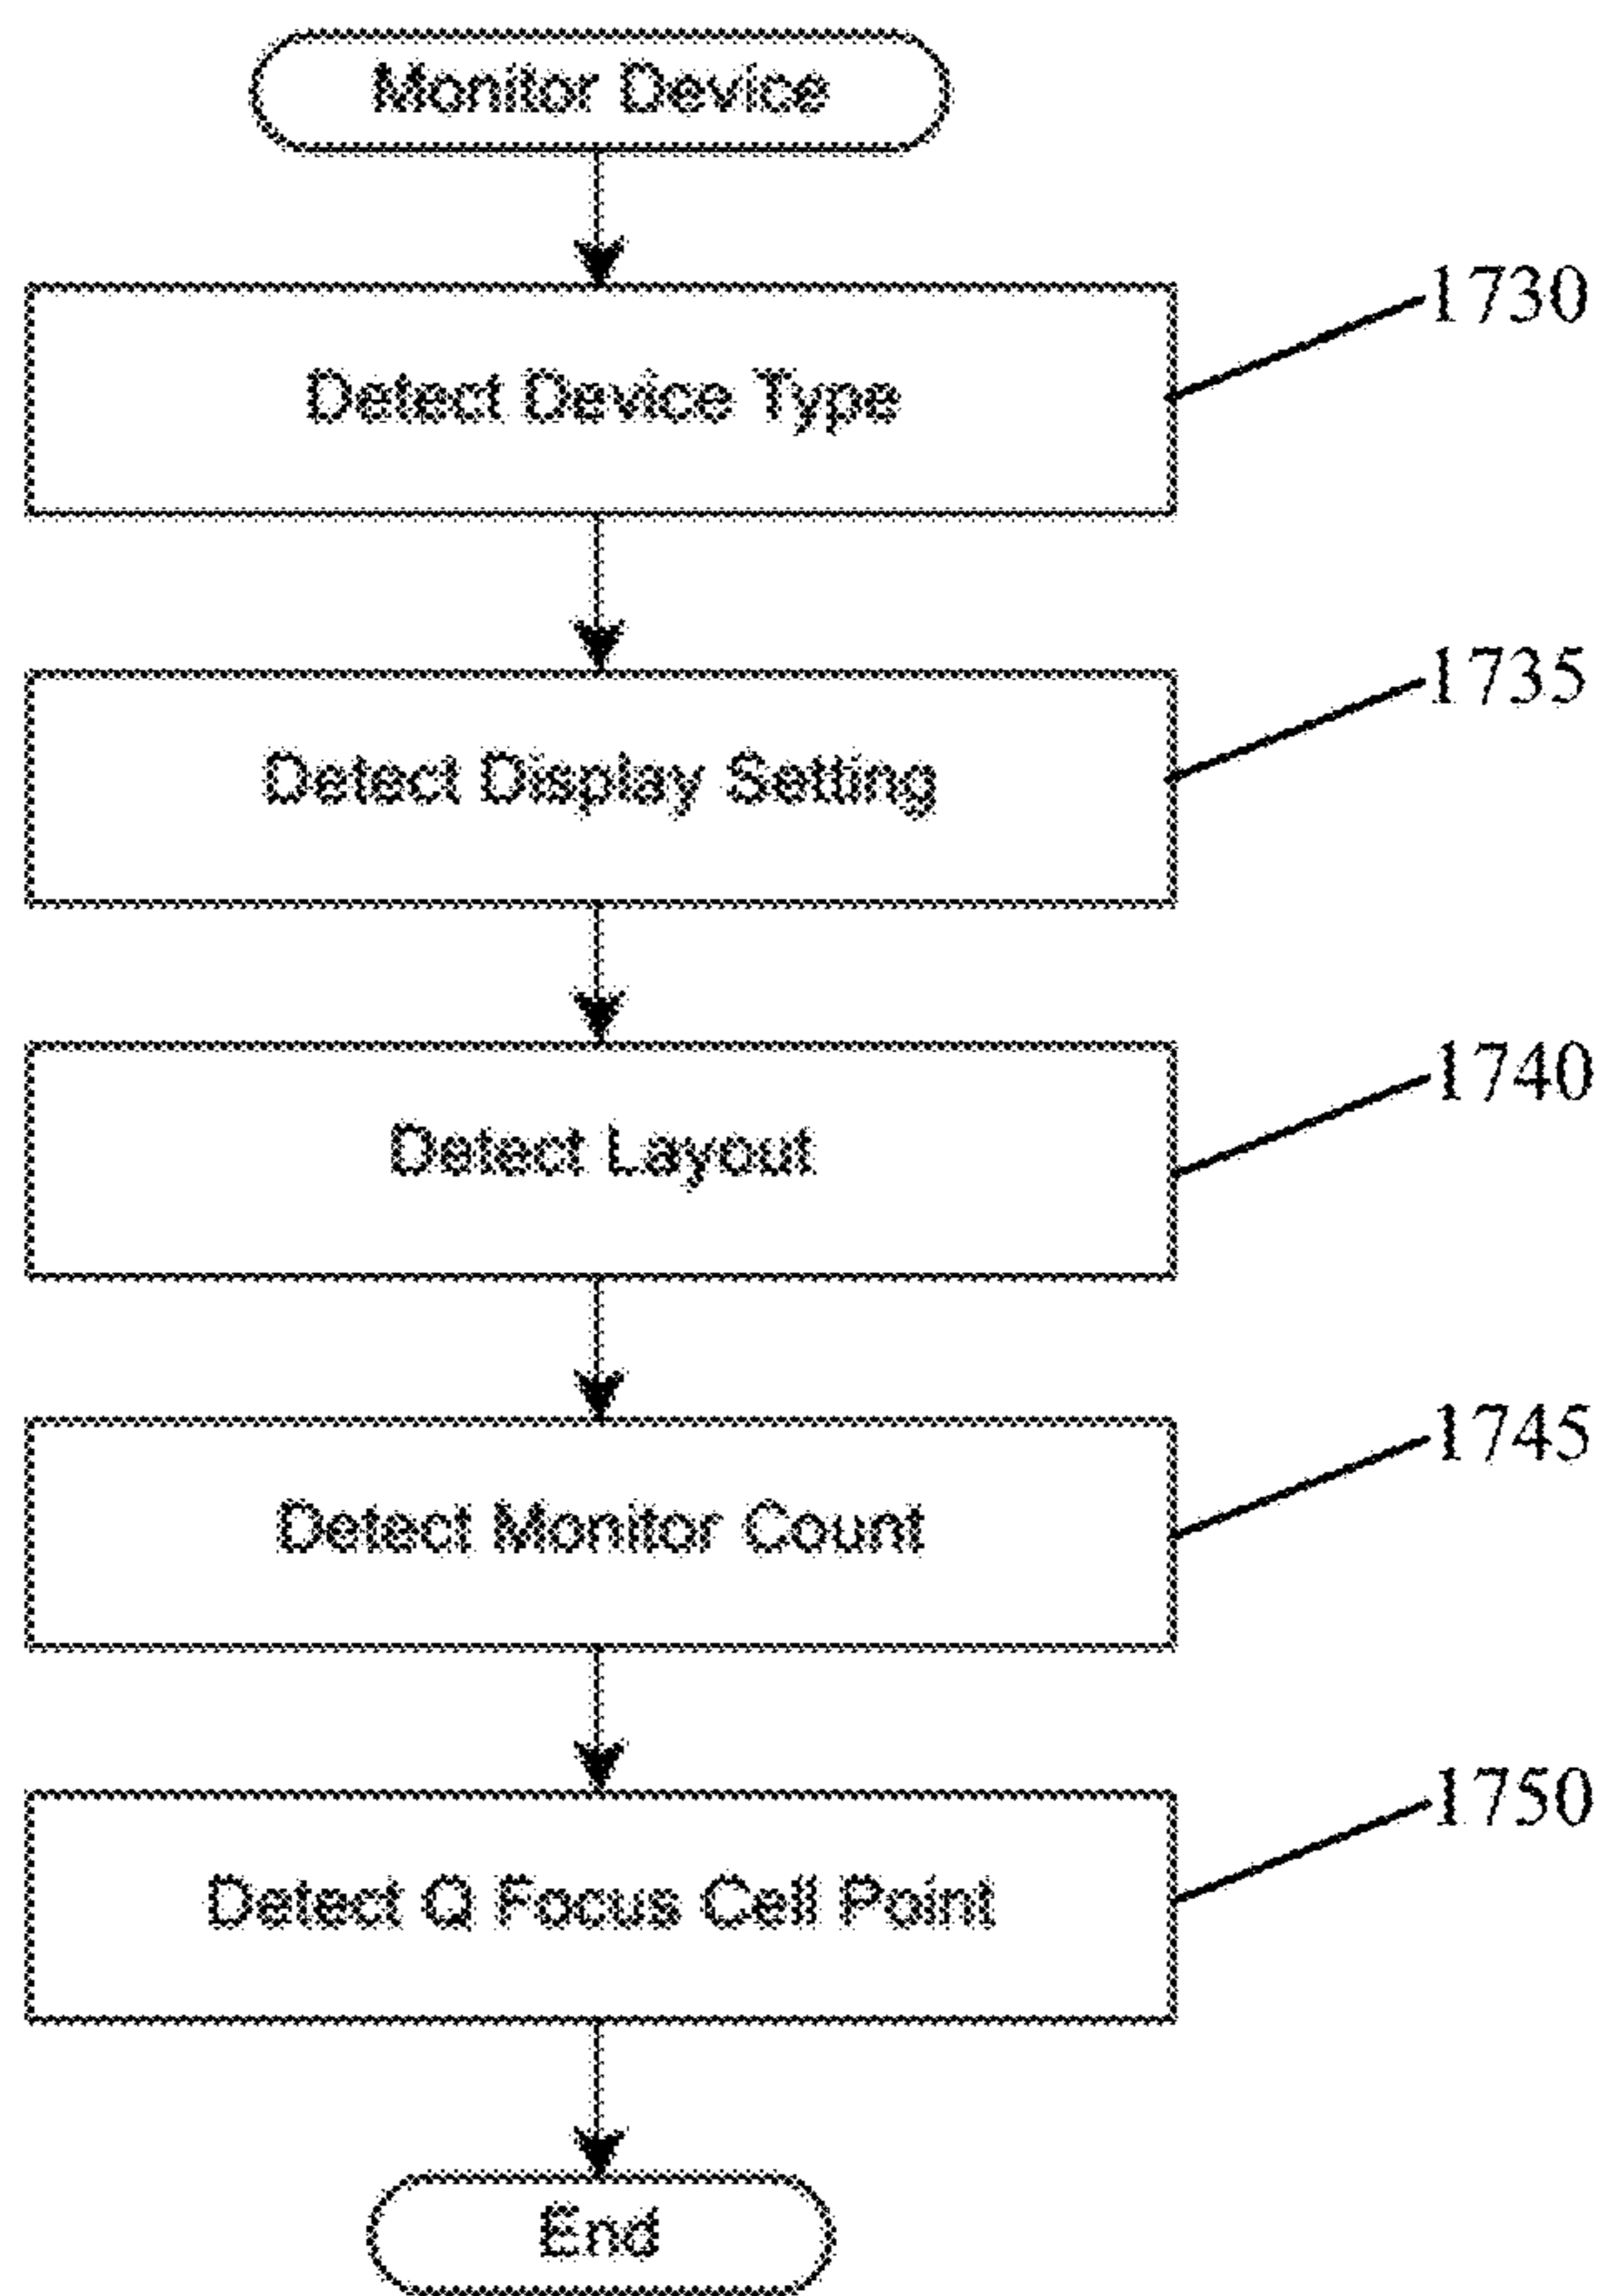 Monitor Device
1730
Detect Device Type
1735
Detect Display Setting
1740
Detect Layout
1745
Detect Monitor Count
1750
Detect Q Focus Cell Point
End